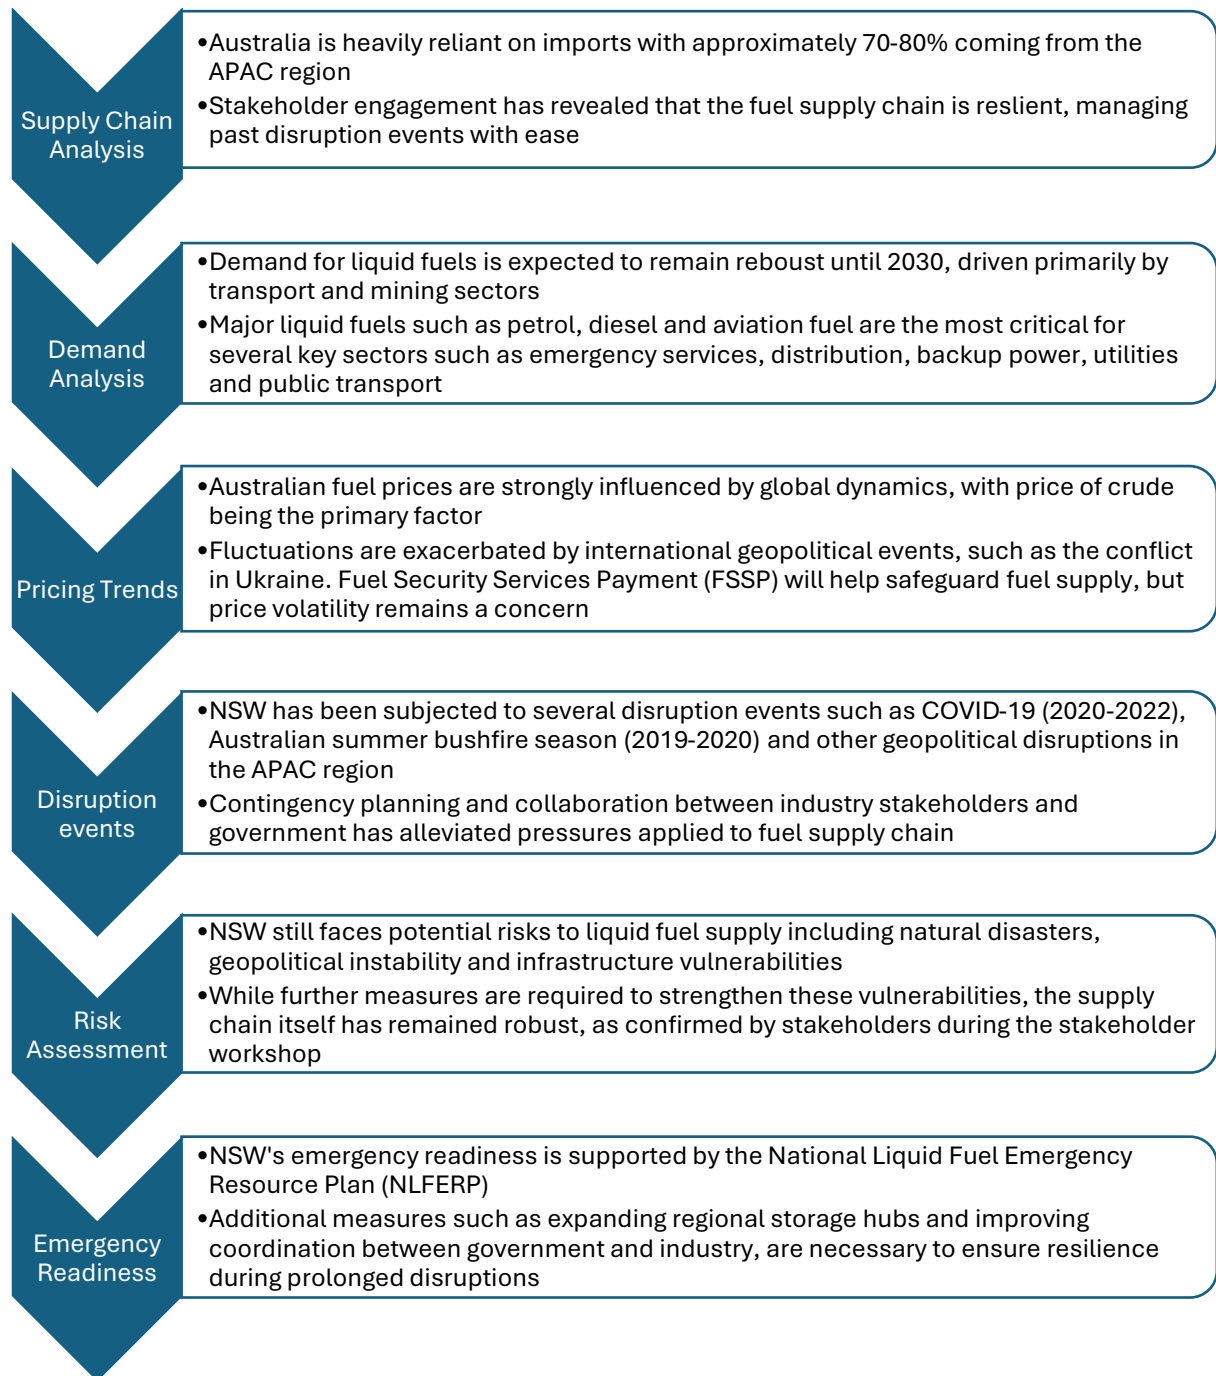 Supply Chain
Analysis
•Australia is heavily reliant on imports with approximately 70-80% coming from the
APAC region
•Stakeholder engagement has revealed that the fuel supply chain is reslient, managing
past disruption events with ease
Demand
Analysis
•Demand for liquid fuels is expected to remain reboust until 2030, driven primarily by
transport and mining sectors
•Major liquid fuels such as petrol, diesel and aviation fuel are the most critical for
several key sectors such as emergency services, distribution, backup power, utilities
and public transport
Pricing Trends
•Australian fuel prices are strongly influenced by global dynamics, with price of crude
being the primary factor
•Fluctuations are exacerbated by international geopolitical events, such as the conflict
in Ukraine. Fuel Security Services Payment (FSSP) will help safeguard fuel supply, but
price volatility remains a concern
Disruption
events
•NSW has been subjected to several disruption events such as COVID-19 (2020-2022),
Australian summer bushfire season (2019-2020) and other geopolitical disruptions in
the APAC region
•Contingency planning and collaboration between industry stakeholders and
government has alleviated pressures applied to fuel supply chain
Risk
Assessment
•NSW still faces potential risks to liquid fuel supply including natural disasters,
geopolitical instability and infrastructure vulnerabilities
•While further measures are required to strengthen these vulnerabilities, the supply
chain itself has remained robust, as confirmed by stakeholders during the stakeholder
workshop
Emergency
Readiness
•NSW's emergency readiness is supported by the National Liquid Fuel Emergency
Resource Plan (NLFERP)
•Additional measures such as expanding regional storage hubs and improving
coordination between government and industry, are necessary to ensure resilience
during prolonged disruptions